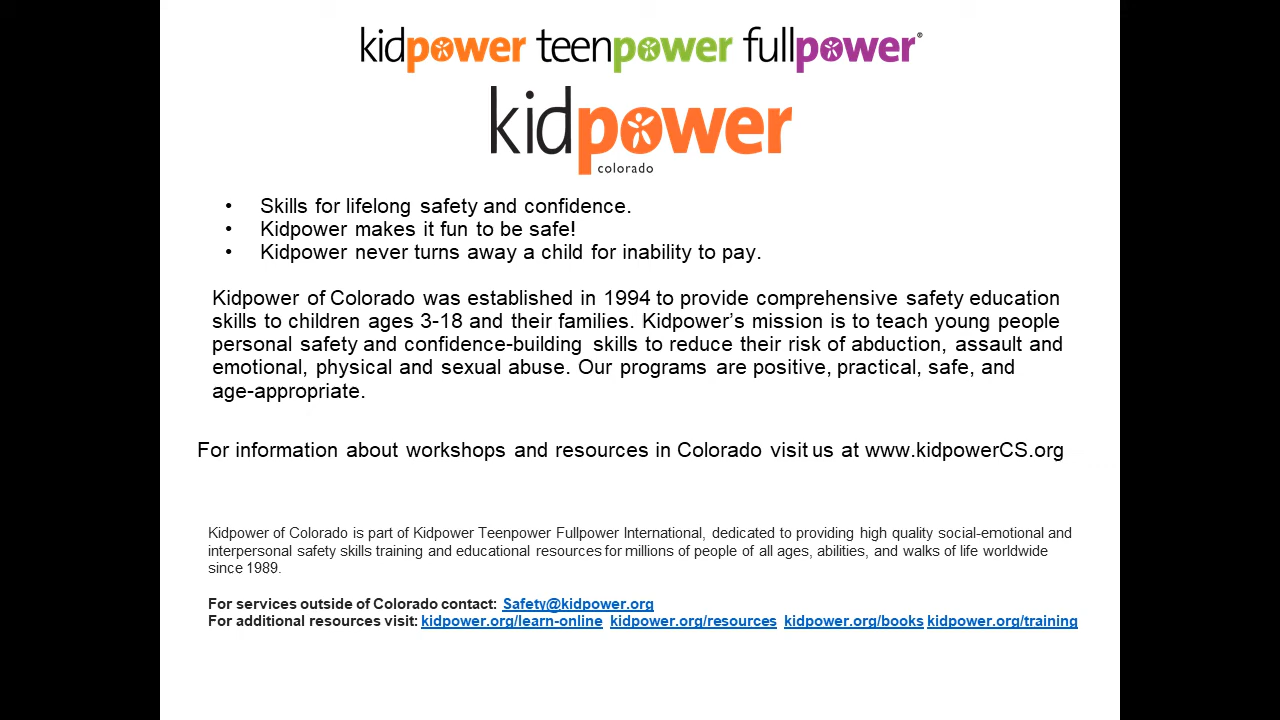 kidpower teenpower fullpower®
kidpower
colorado
• Skills for lifelong safety and confidence.
• Kidpower makes it fun to be safe!
• Kidpower never turns away a child for inability to pay.
Kidpower of Colorado was established in 1994 to provide comprehensive safety education
skills to children ages 3-18 and their families. Kidpower’s mission is to teach young people
personal safety and confidence-building skills to reduce their risk of abduction, assault and
emotional, physical and sexual abuse. Our programs are positive, practical, safe, and
age-appropriate.
For information about workshops and resources in Colorado visit us at www.kidpowerCS.org
Kidpower of Colorado is part of Kidpower Teenpower Fullpower International, dedicated to providing high quality social-emotional and
interpersonal safety skills training and educational resources for millions of people of all ages, abilities, and walks of life worldwide
since 1989.
For services outside of Colorado contact: Safety@kidpower.org
For additional resources visit: kidpower.org/learn-online kidpower.org/resources kidpower.org/books kidpower.org/training